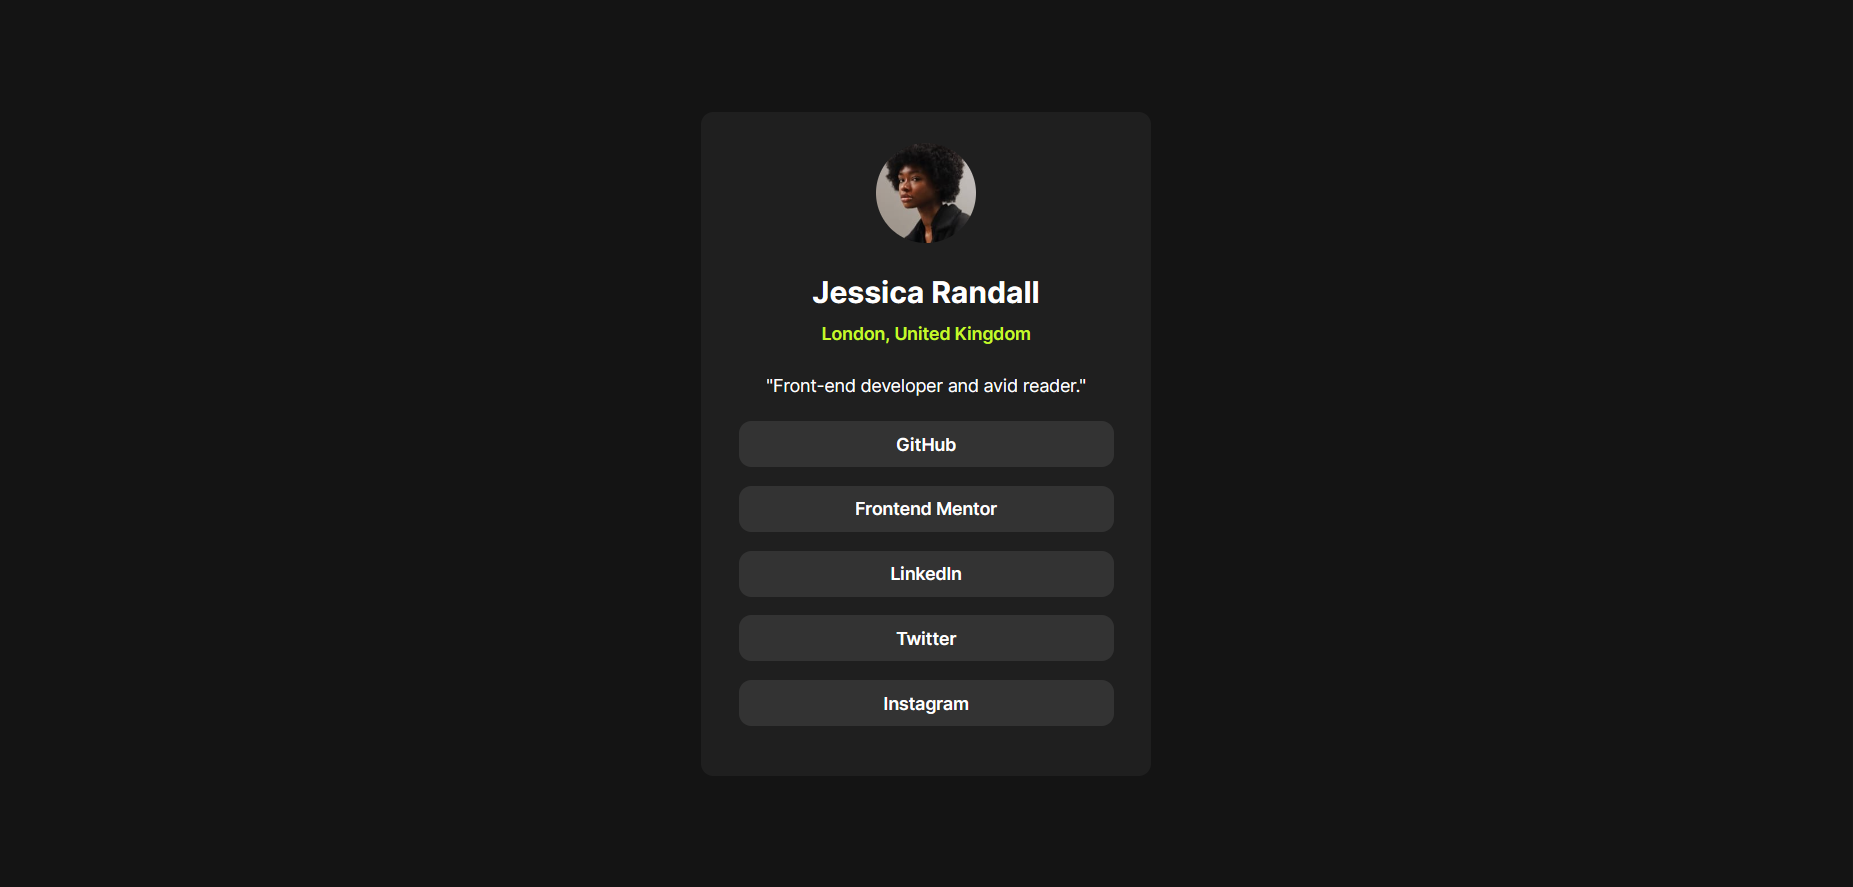 Jessica Randall
London, United Kingdom
"Front-end developer and avid reader."
GitHub
Frontend Mentor
LinkedIn
Twitter
Instagram